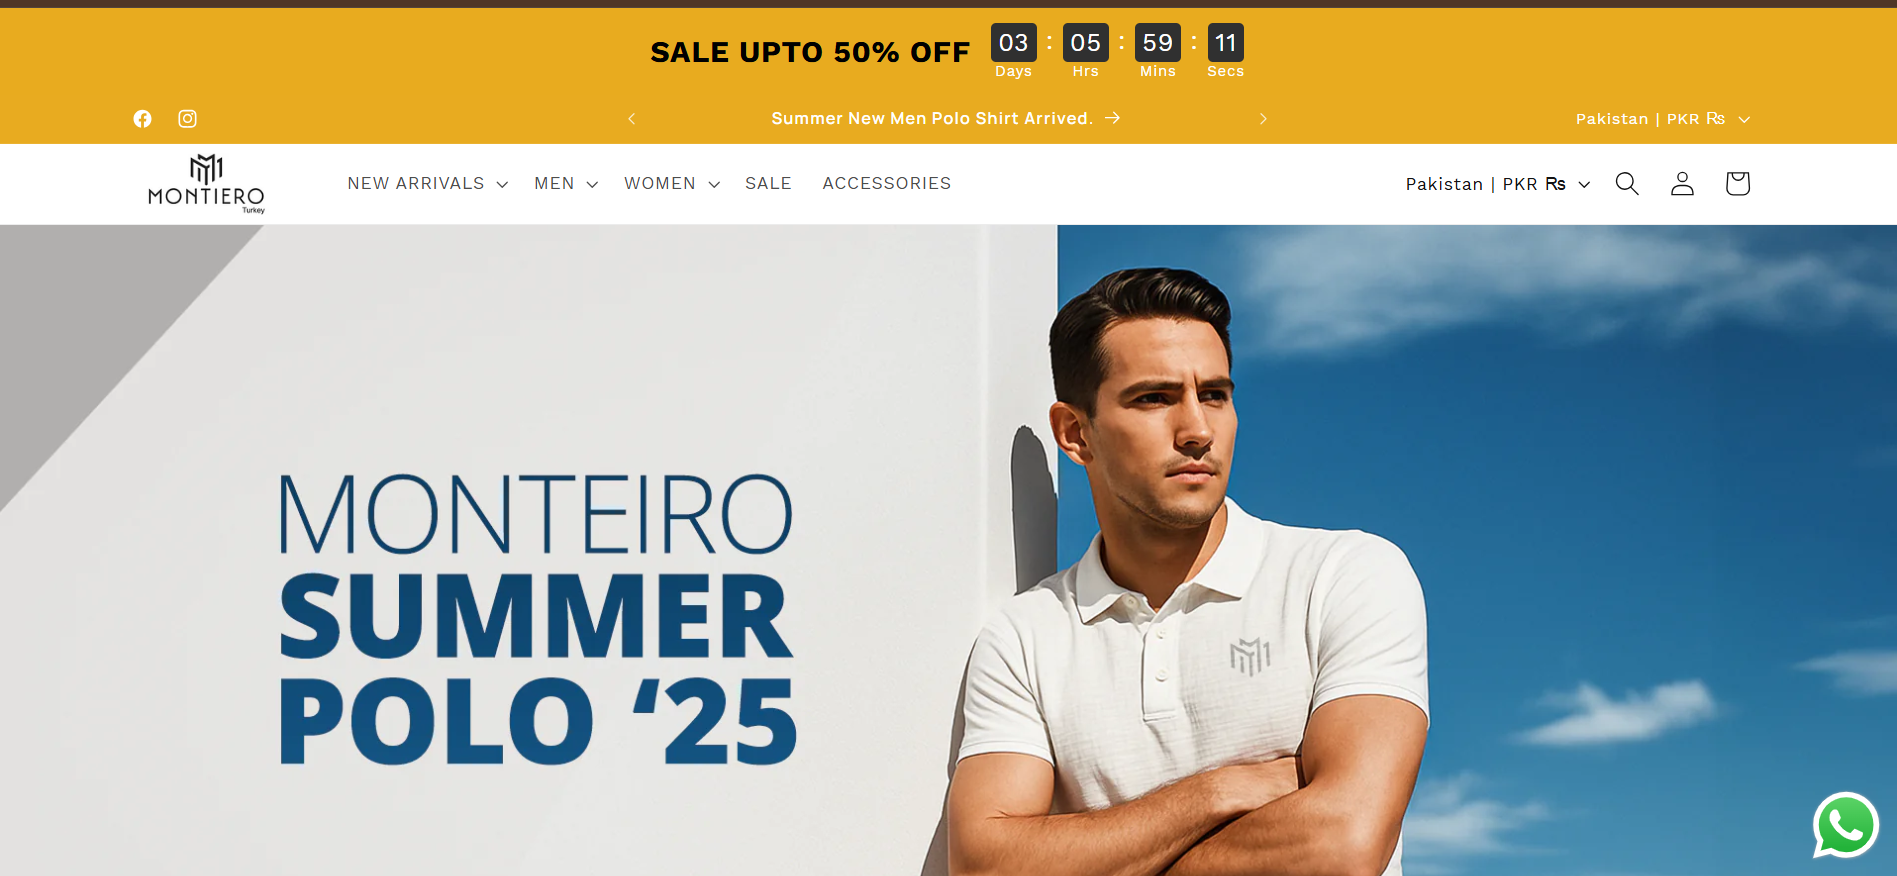 SALE UPTO 50% OFF
03 : 05 : 59 : 11
Days Hrs Mins Secs
Summer New Men Polo Shirt Arrived. →
Pakistan | PKR ₨
MONTIERO
Turkey
NEW ARRIVALS MEN WOMEN SALE ACCESSORIES
Pakistan | PKR ₨
MONTEIRO
SUMMER
POLO ‘25